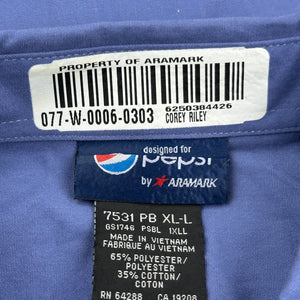 PROPERTY OF ARAMARK
077-W-0006-0303
6250384426
COREY RILEY
designed for
pepsi
by ARAMARK
7531 PB XL-L
GS1746 PSBL 1XLL
MADE IN VIETNAM
FABRIQUE AU VIETNAM
65% POLYESTER/
POLYESTER
35% COTTON/
COTON
RN 64288 CA 19208